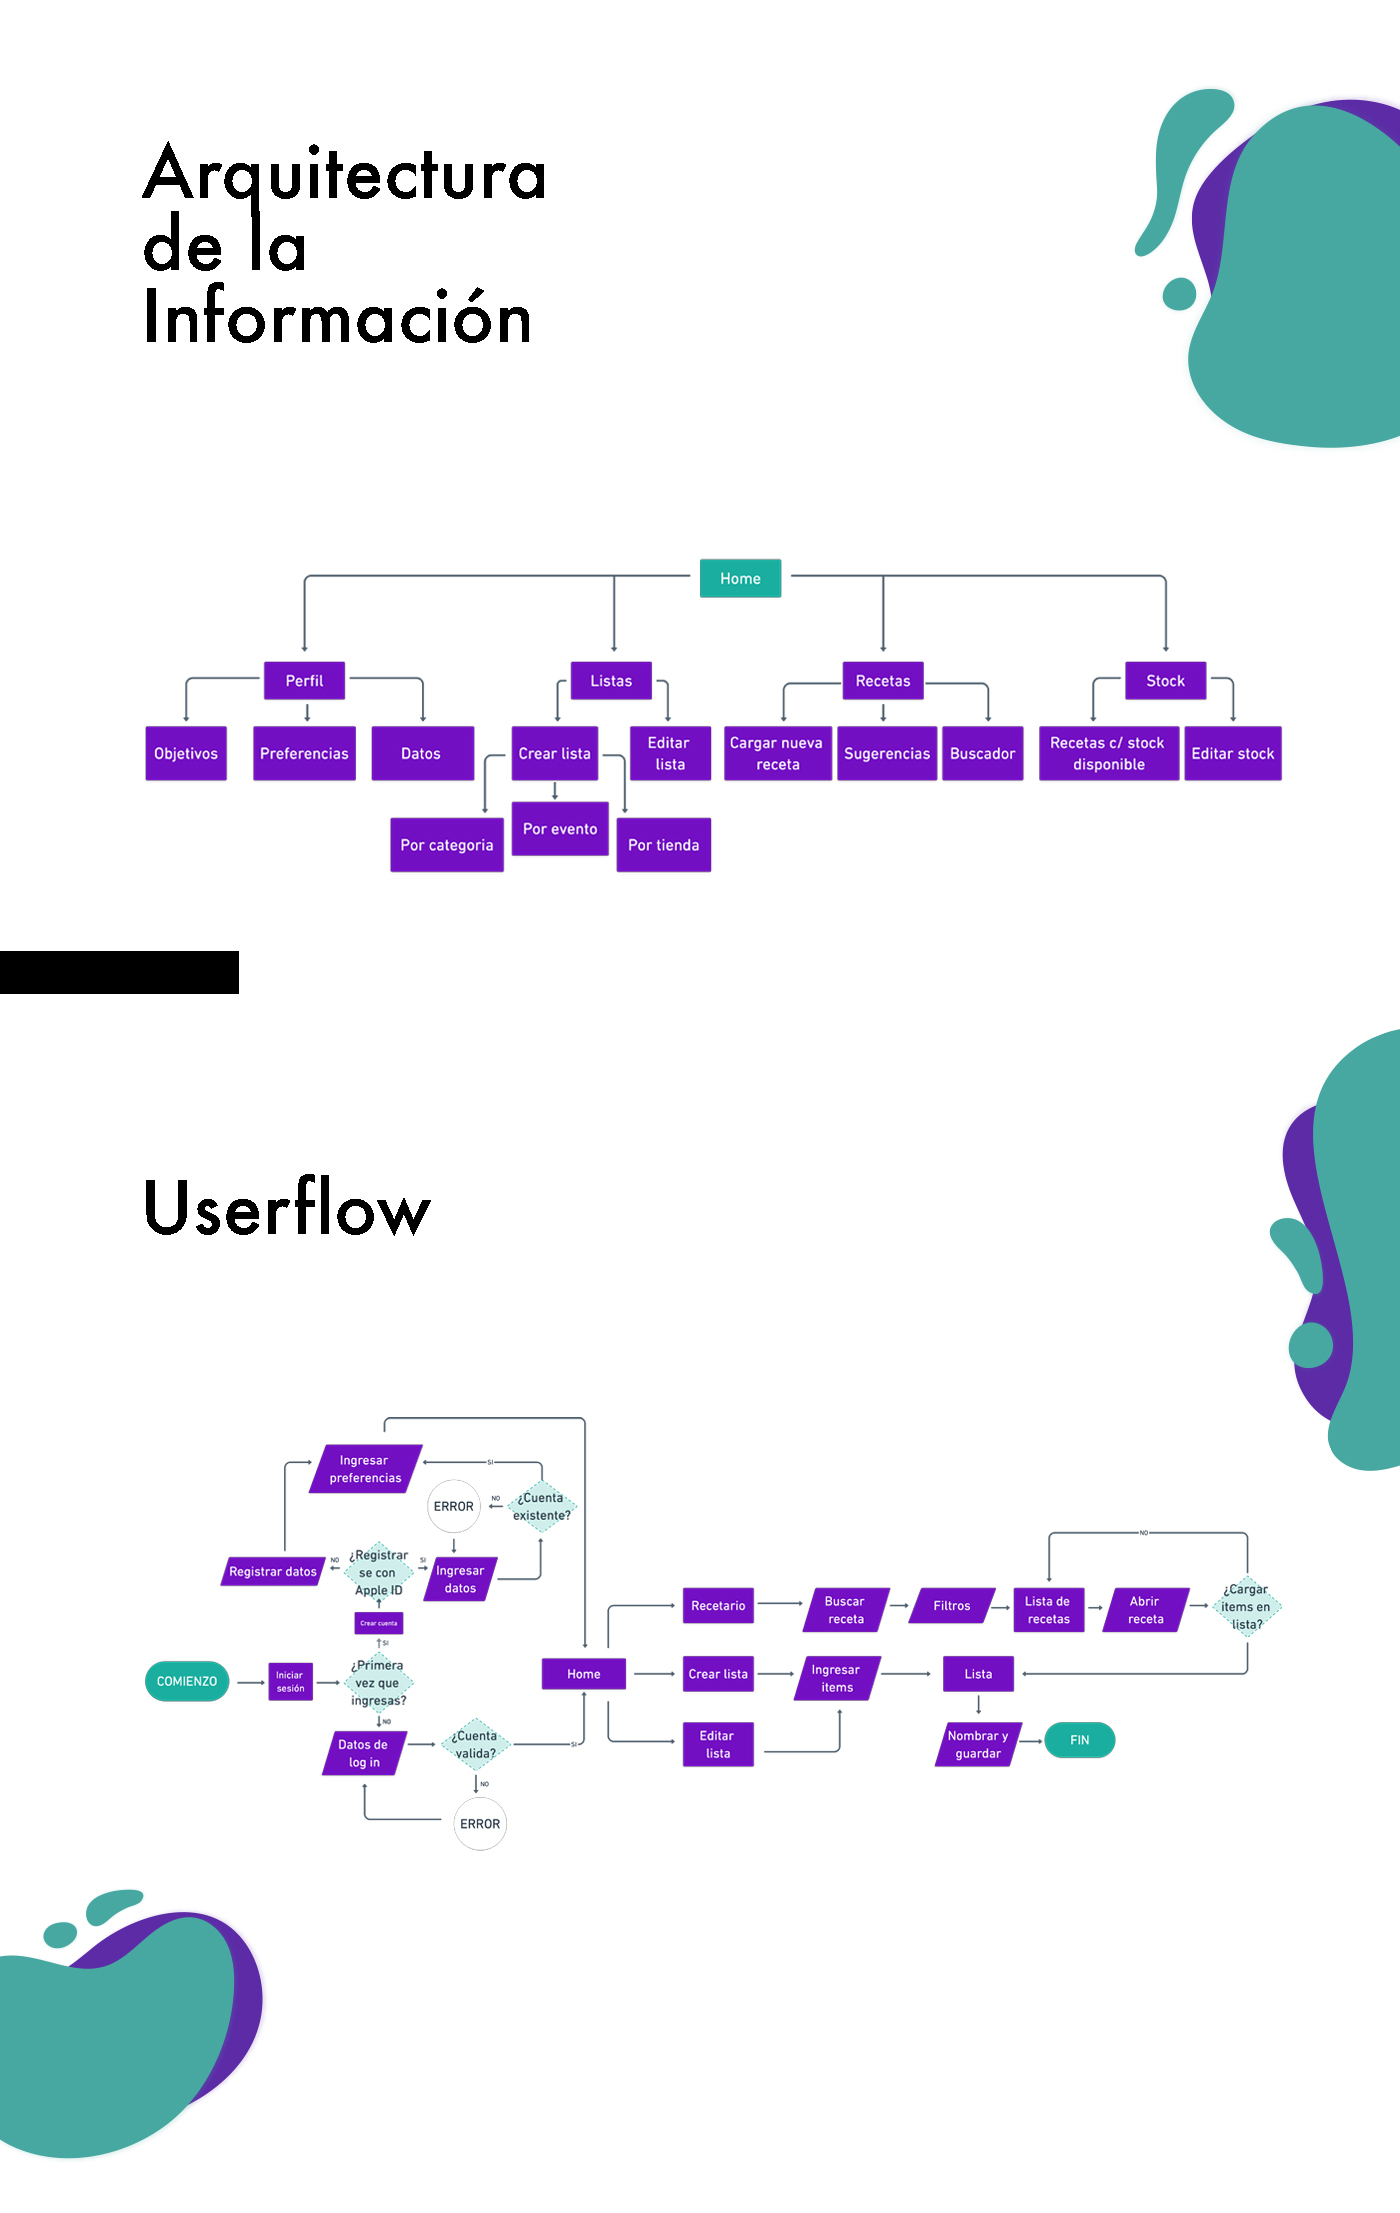 Arquitectura
de la
Información
Home
Perfil
Listas
Recetas
Stock
Objetivos
Preferencias
Datos
Crear lista
Editar
lista
Cargar nueva
receta
Sugerencias
Buscador
Recetas c/ stock
disponible
Editar stock
Por categoria
Por evento
Por tienda
Userflow
Ingresar
preferencias
SI
ERROR
NO
¿Cuenta
existente?
Registrar datos
NO
¿Registrar
se con
Apple ID
SI
Ingresar
datos
Crear cuenta
SI
COMIENZO
Iniciar
sesión
¿Primera
vez que
ingresas?
NO
Datos de
log in
¿Cuenta
valida?
SI
NO
ERROR
Home
Recetario
Buscar
receta
Filtros
Lista de
recetas
Abrir
receta
¿Cargar
items en
lista?
NO
Crear lista
Ingresar
items
Lista
Editar
lista
Nombrar y
guardar
FIN